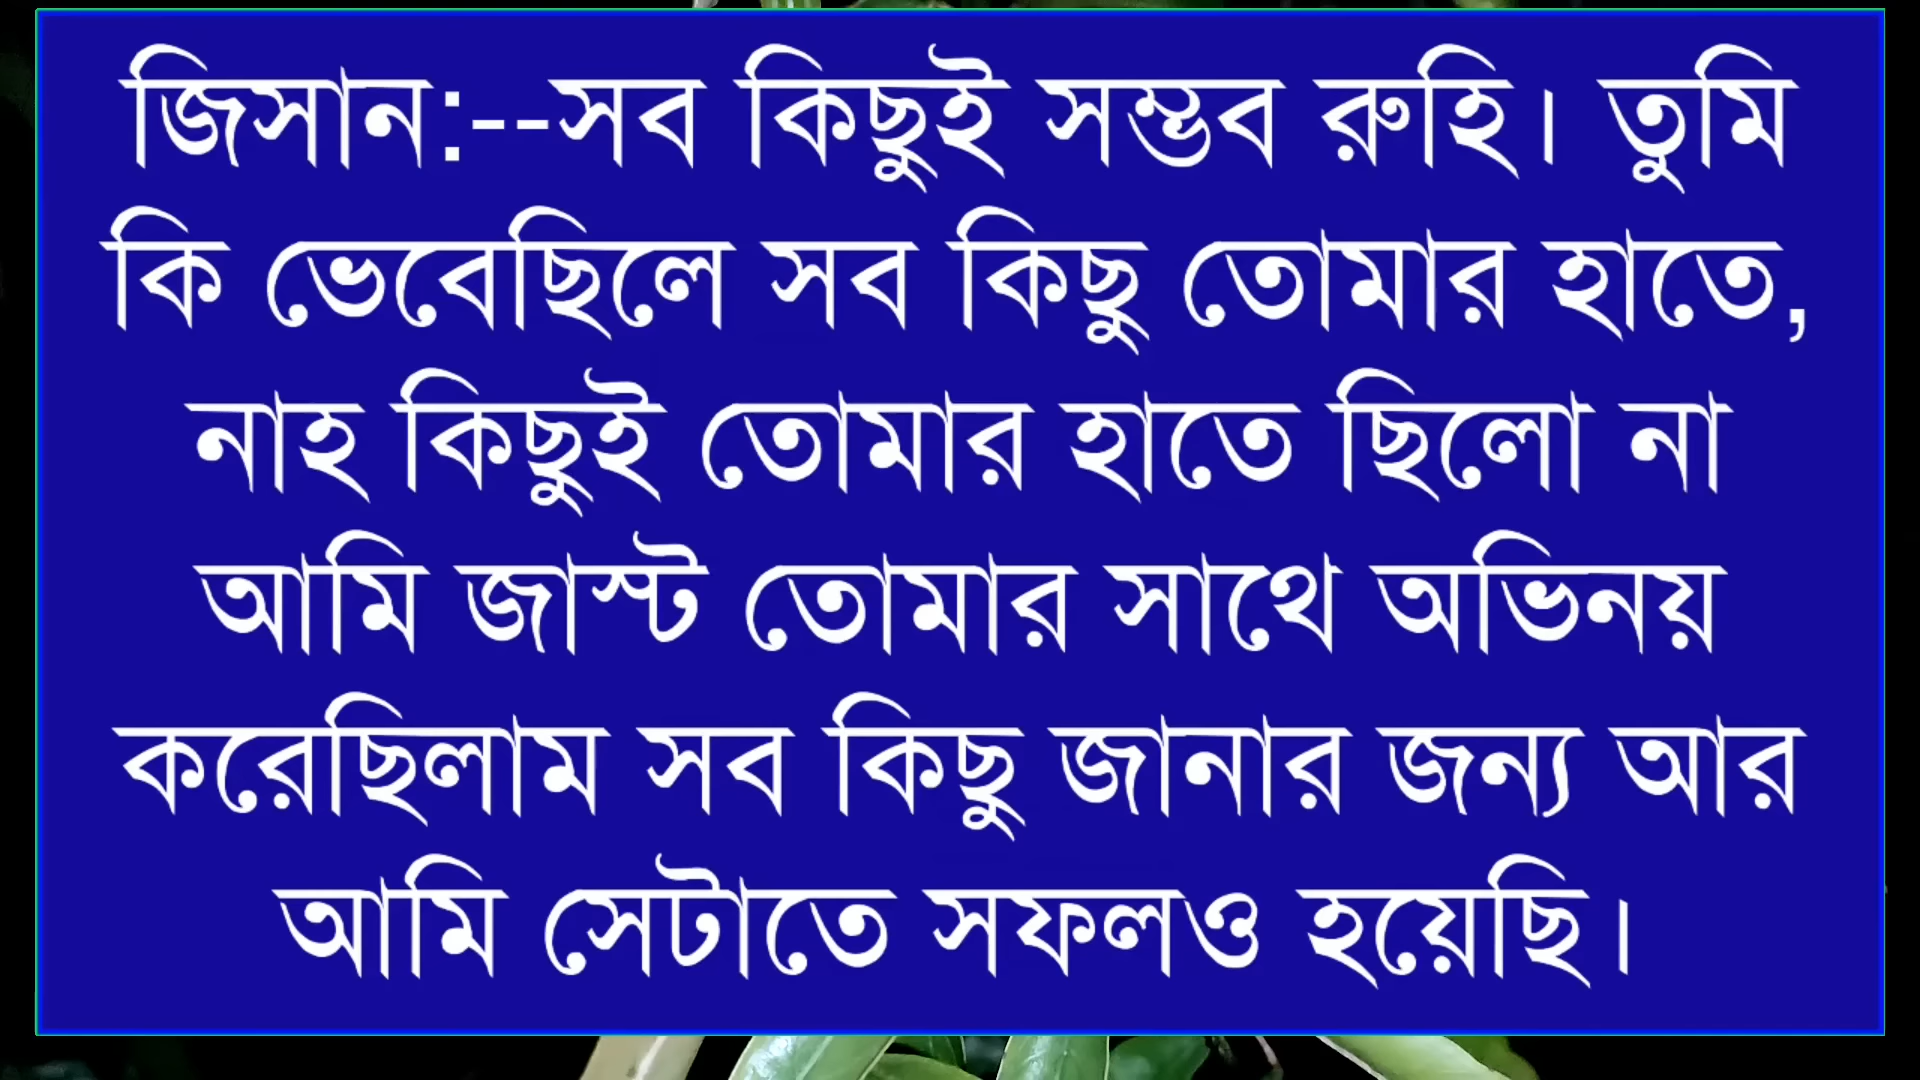 জিসান:--সব কিছুই সম্ভব রুহি। তুমি
কি ভেবেছিলে সব কিছু তোমার হাতে,
নাহ কিছুই তোমার হাতে ছিলো না
আমি জাস্ট তোমার সাথে অভিনয়
করেছিলাম সব কিছু জানার জন্য আর
আমি সেটাতে সফলও হয়েছি।